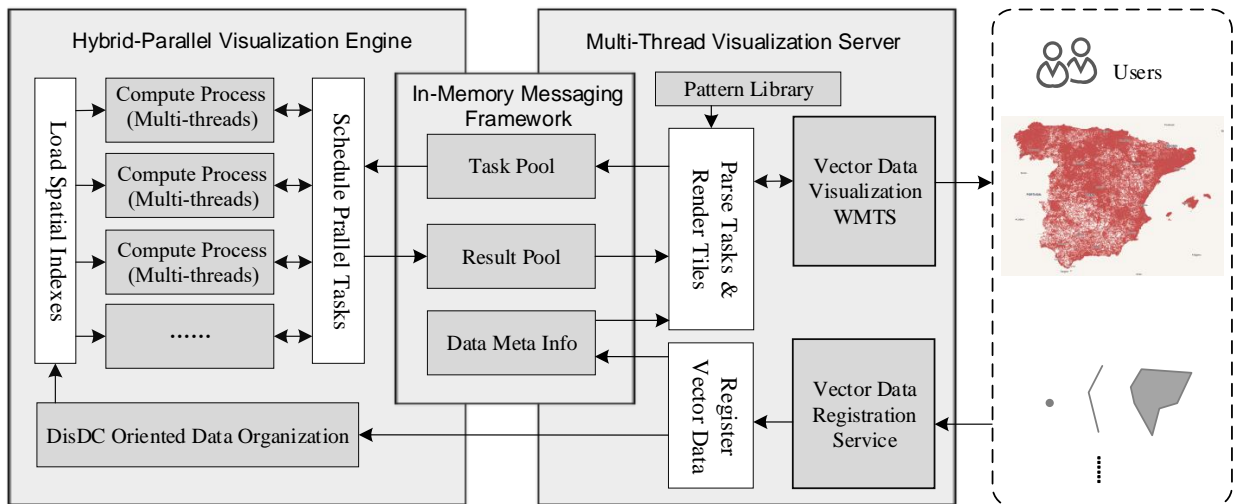 Hybrid-Parallel Visualization Engine
Load Spatial Indexes
Compute Process
(Multi-threads)
Compute Process
(Multi-threads)
Compute Process
(Multi-threads)
......
Schedule Prallel Tasks
DisDC Oriented Data Organization
In-Memory Messaging
Framework
Task Pool
Result Pool
Data Meta Info
Multi-Thread Visualization Server
Pattern Library
Parse Tasks &
Render Tiles
Vector Data
Visualization
WMTS
Register
Vector Data
Vector Data
Registration
Service
Users